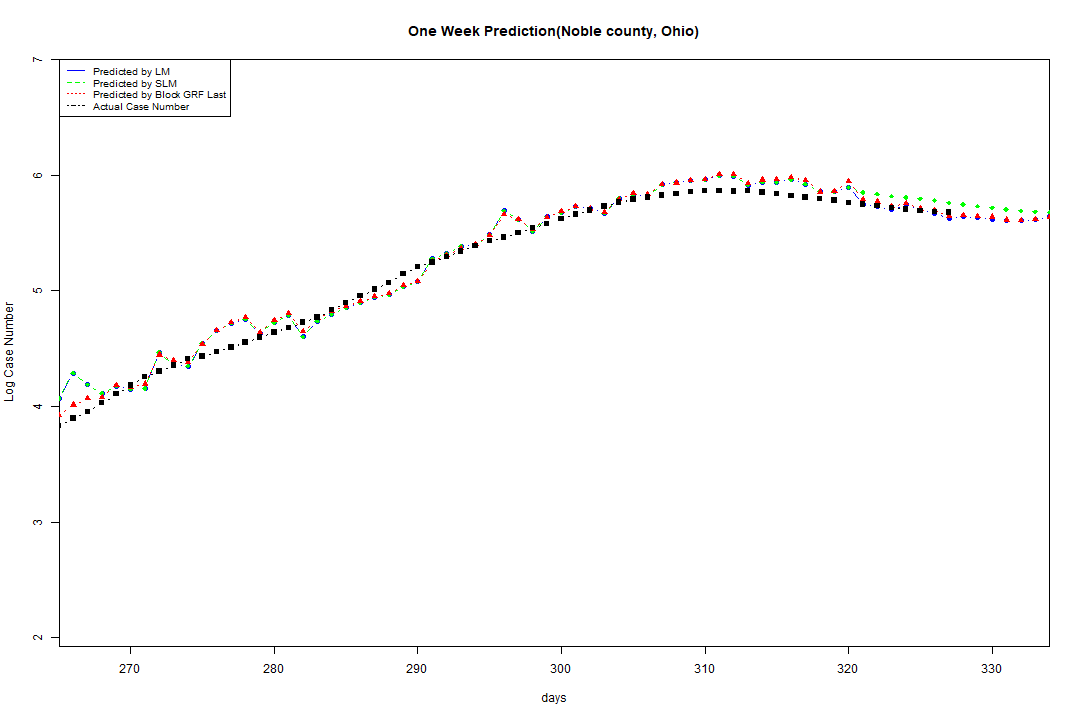 One Week Prediction(Noble county, Ohio)
Predicted by LM
Predicted by SLM
Predicted by Block GRF Last
Actual Case Number
7
6
5
4
3
2
Log Case Number
270 280 290 300 310 320 330
days